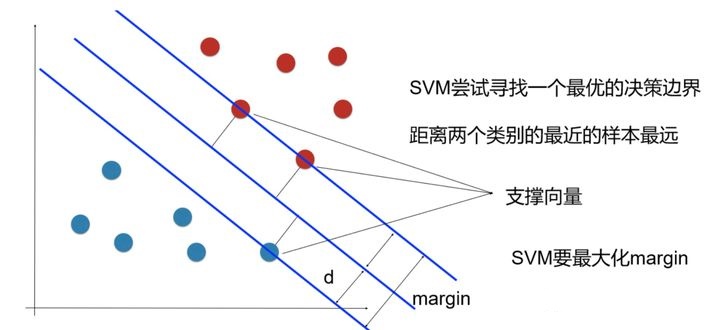 SVM尝试寻找一个最优的决策边界
距离两个类别的最近的样本最远
支撑向量
SVM要最大化margin
d
margin